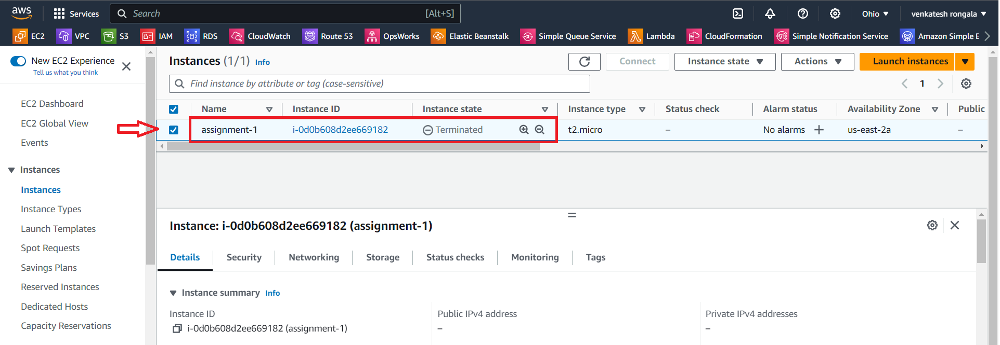 aws Services Search [Alt+S] Ohio venkatesh rongala
EC2 VPC S3 IAM RDS CloudWatch Route 53 OpsWorks Elastic Beanstalk Simple Queue Service Lambda CloudFormation Simple Notification Service Amazon Simple E
New EC2 Experience
Tell us what you think
EC2 Dashboard
EC2 Global View
Events
Instances
Instances
Instance Types
Launch Templates
Spot Requests
Savings Plans
Reserved Instances
Dedicated Hosts
Capacity Reservations
Instances (1/1) Info Connect Instance state Actions Launch instances
Find instance by attribute or tag (case-sensitive) 1
Name Instance ID Instance state Instance type Status check Alarm status Availability Zone Public
assignment-1 i-0d0b608d2ee669182 Terminated t2.micro – No alarms + us-east-2a –
Instance: i-0d0b608d2ee669182 (assignment-1)
Details Security Networking Storage Status checks Monitoring Tags
Instance summary Info
Instance ID Public IPv4 address Private IPv4 addresses
i-0d0b608d2ee669182 (assignment-1) – –